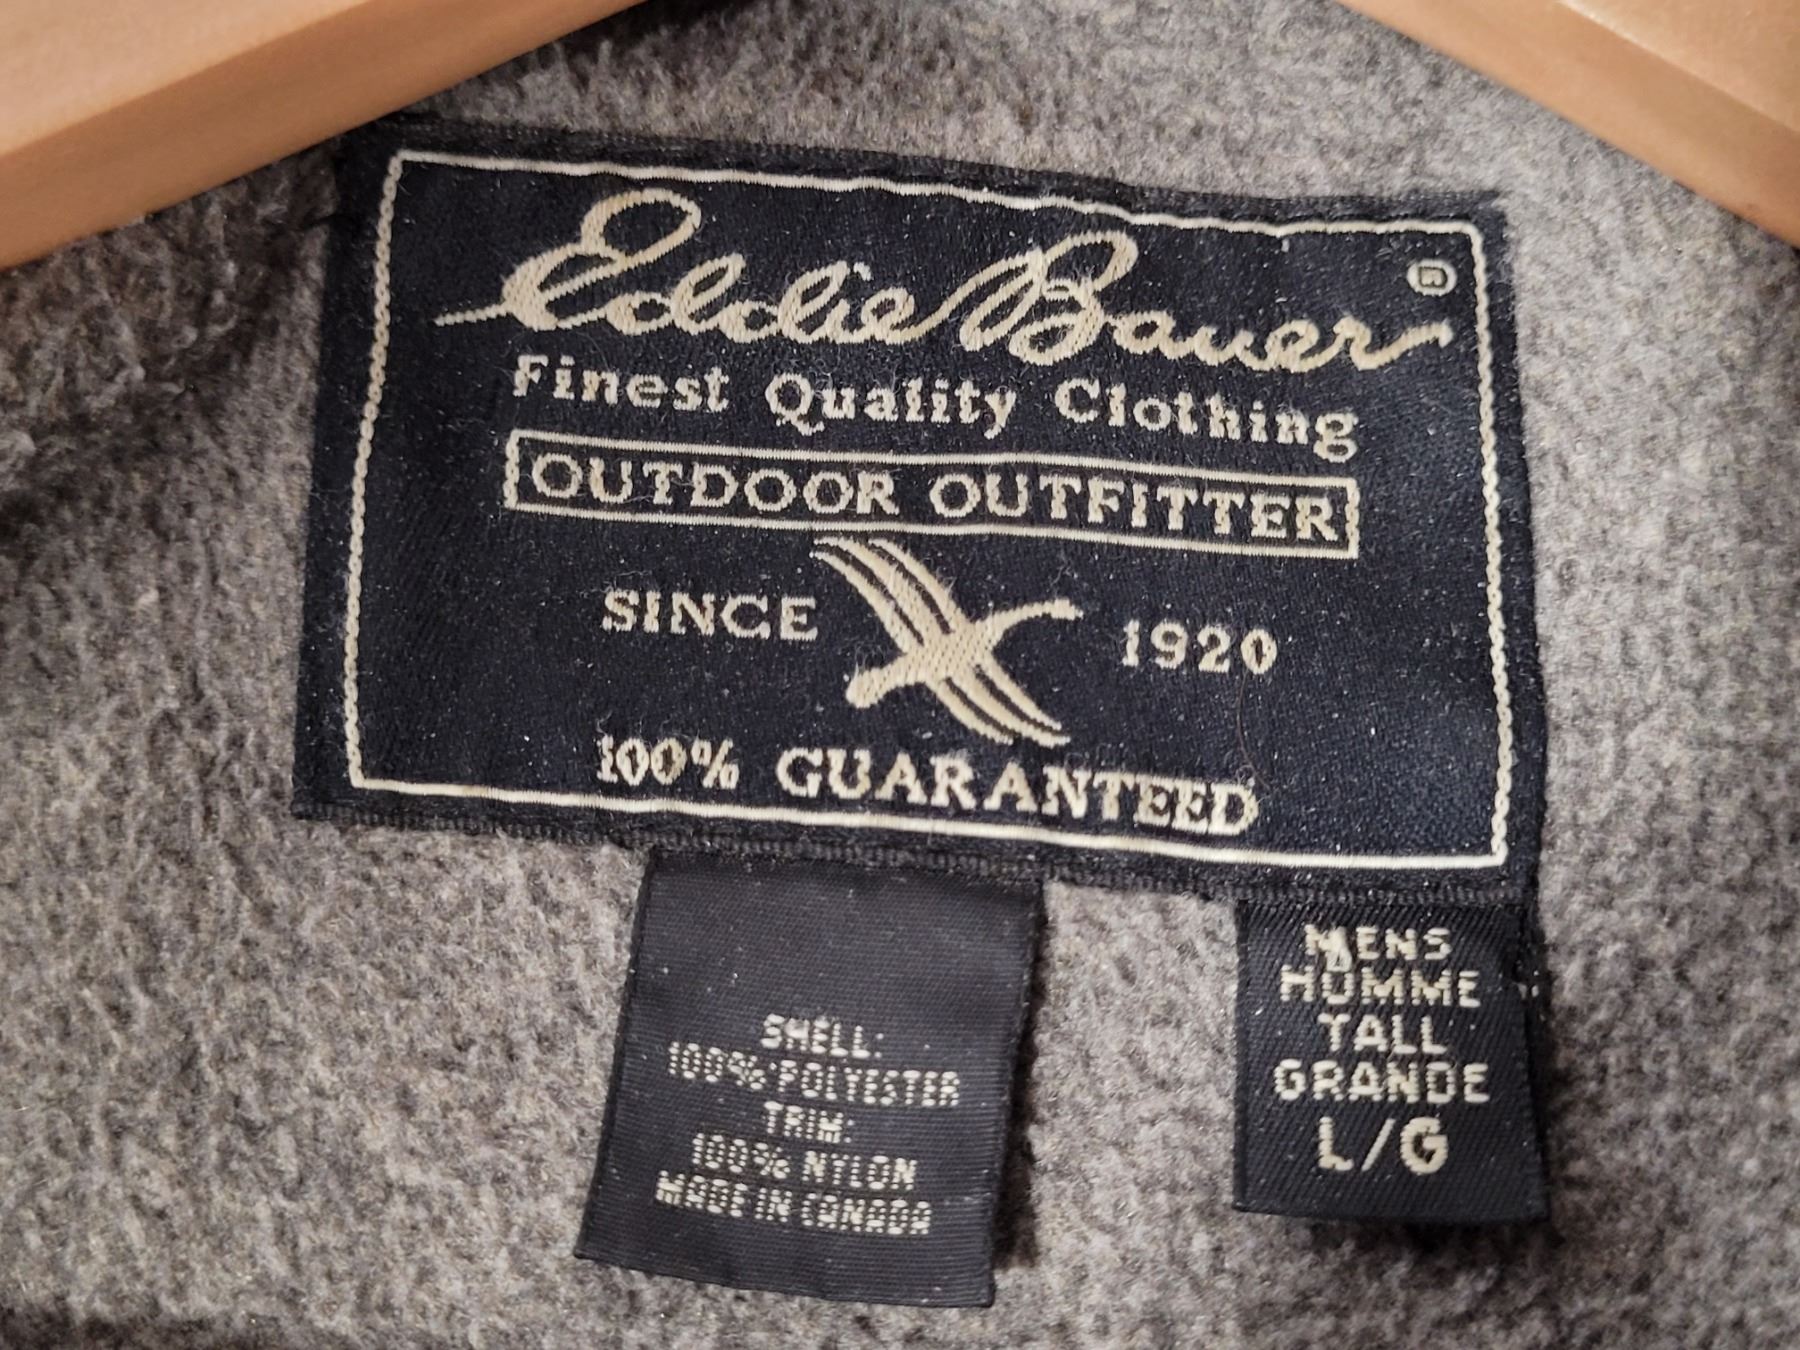 Eddie Bauer ®
Finest Quality Clothing
OUTDOOR OUTFITTER
SINCE 1920
100% GUARANTEED
SHELL:
100% POLYESTER
TRIM:
100% NYLON
MADE IN CANADA
MENS
HOMME
TALL
GRANDE
L/G